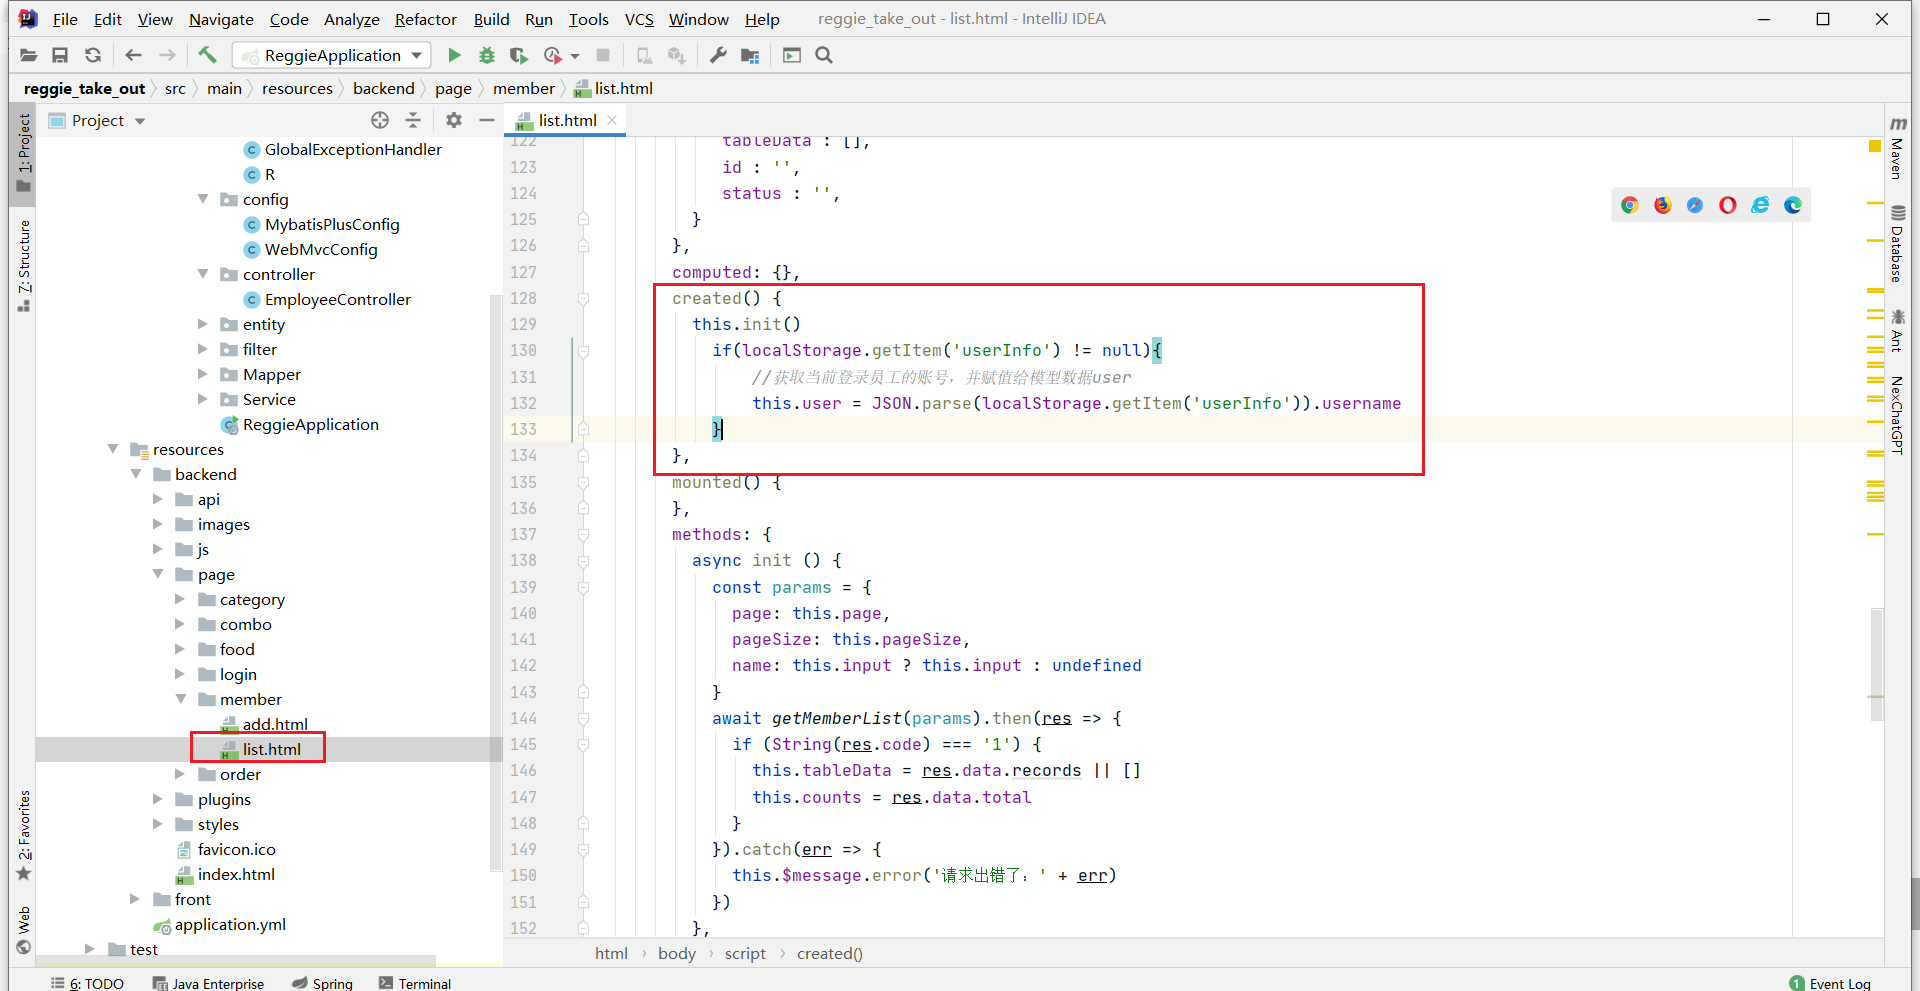 File Edit View Navigate Code Analyze Refactor Build Run Tools VCS Window Help reggie_take_out - list.html - IntelliJ IDEA
ReggieApplication
reggie_take_out src main resources backend page member list.html
1: Project
Z: Structure
2: Favorites
Web
Project
GlobalExceptionHandler
R
config
MybatisPlusConfig
WebMvcConfig
controller
EmployeeController
entity
filter
Mapper
Service
ReggieApplication
resources
backend
api
images
js
page
category
combo
food
login
member
add.html
list.html
order
plugins
styles
favicon.ico
index.html
front
application.yml
test
list.html
122 tableData : [],
123 id : '',
124 status : '',
125 }
126 },
127 computed: {},
128 created() {
129 this.init()
130 if(localStorage.getItem('userInfo') != null){
131 //获取当前登录员工的账号，并赋值给模型数据user
132 this.user = JSON.parse(localStorage.getItem('userInfo')).username
133 }
134 },
135 mounted() {
136 },
137 methods: {
138 async init () {
139 const params = {
140 page: this.page,
141 pageSize: this.pageSize,
142 name: this.input ? this.input : undefined
143 }
144 await getMemberList(params).then(res => {
145 if (String(res.code) === '1') {
146 this.tableData = res.data.records || []
147 this.counts = res.data.total
148 }
149 }).catch(err => {
150 this.$message.error('请求出错了：' + err)
151 })
152 },
html › body › script › created()
Maven
Database
Ant
NexChatGPT
6: TODO Java Enterprise Spring Terminal 1 Event Log